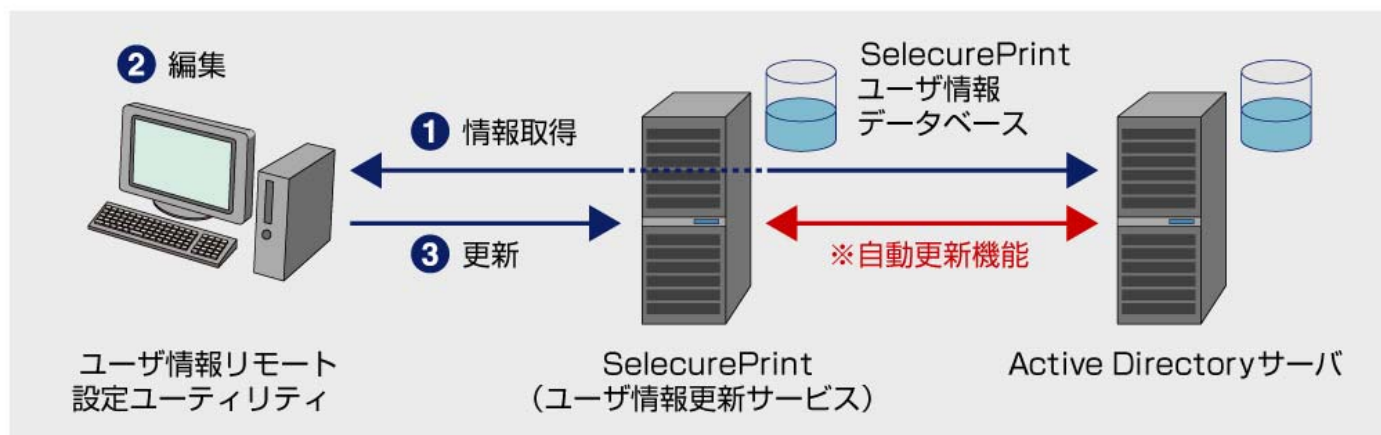 ② 編集
① 情報取得
③ 更新
SelecurePrint
ユーザ情報
データベース
※自動更新機能
ユーザ情報リモート
設定ユーティリティ
SelecurePrint
（ユーザ情報更新サービス）
Active Directoryサーバ